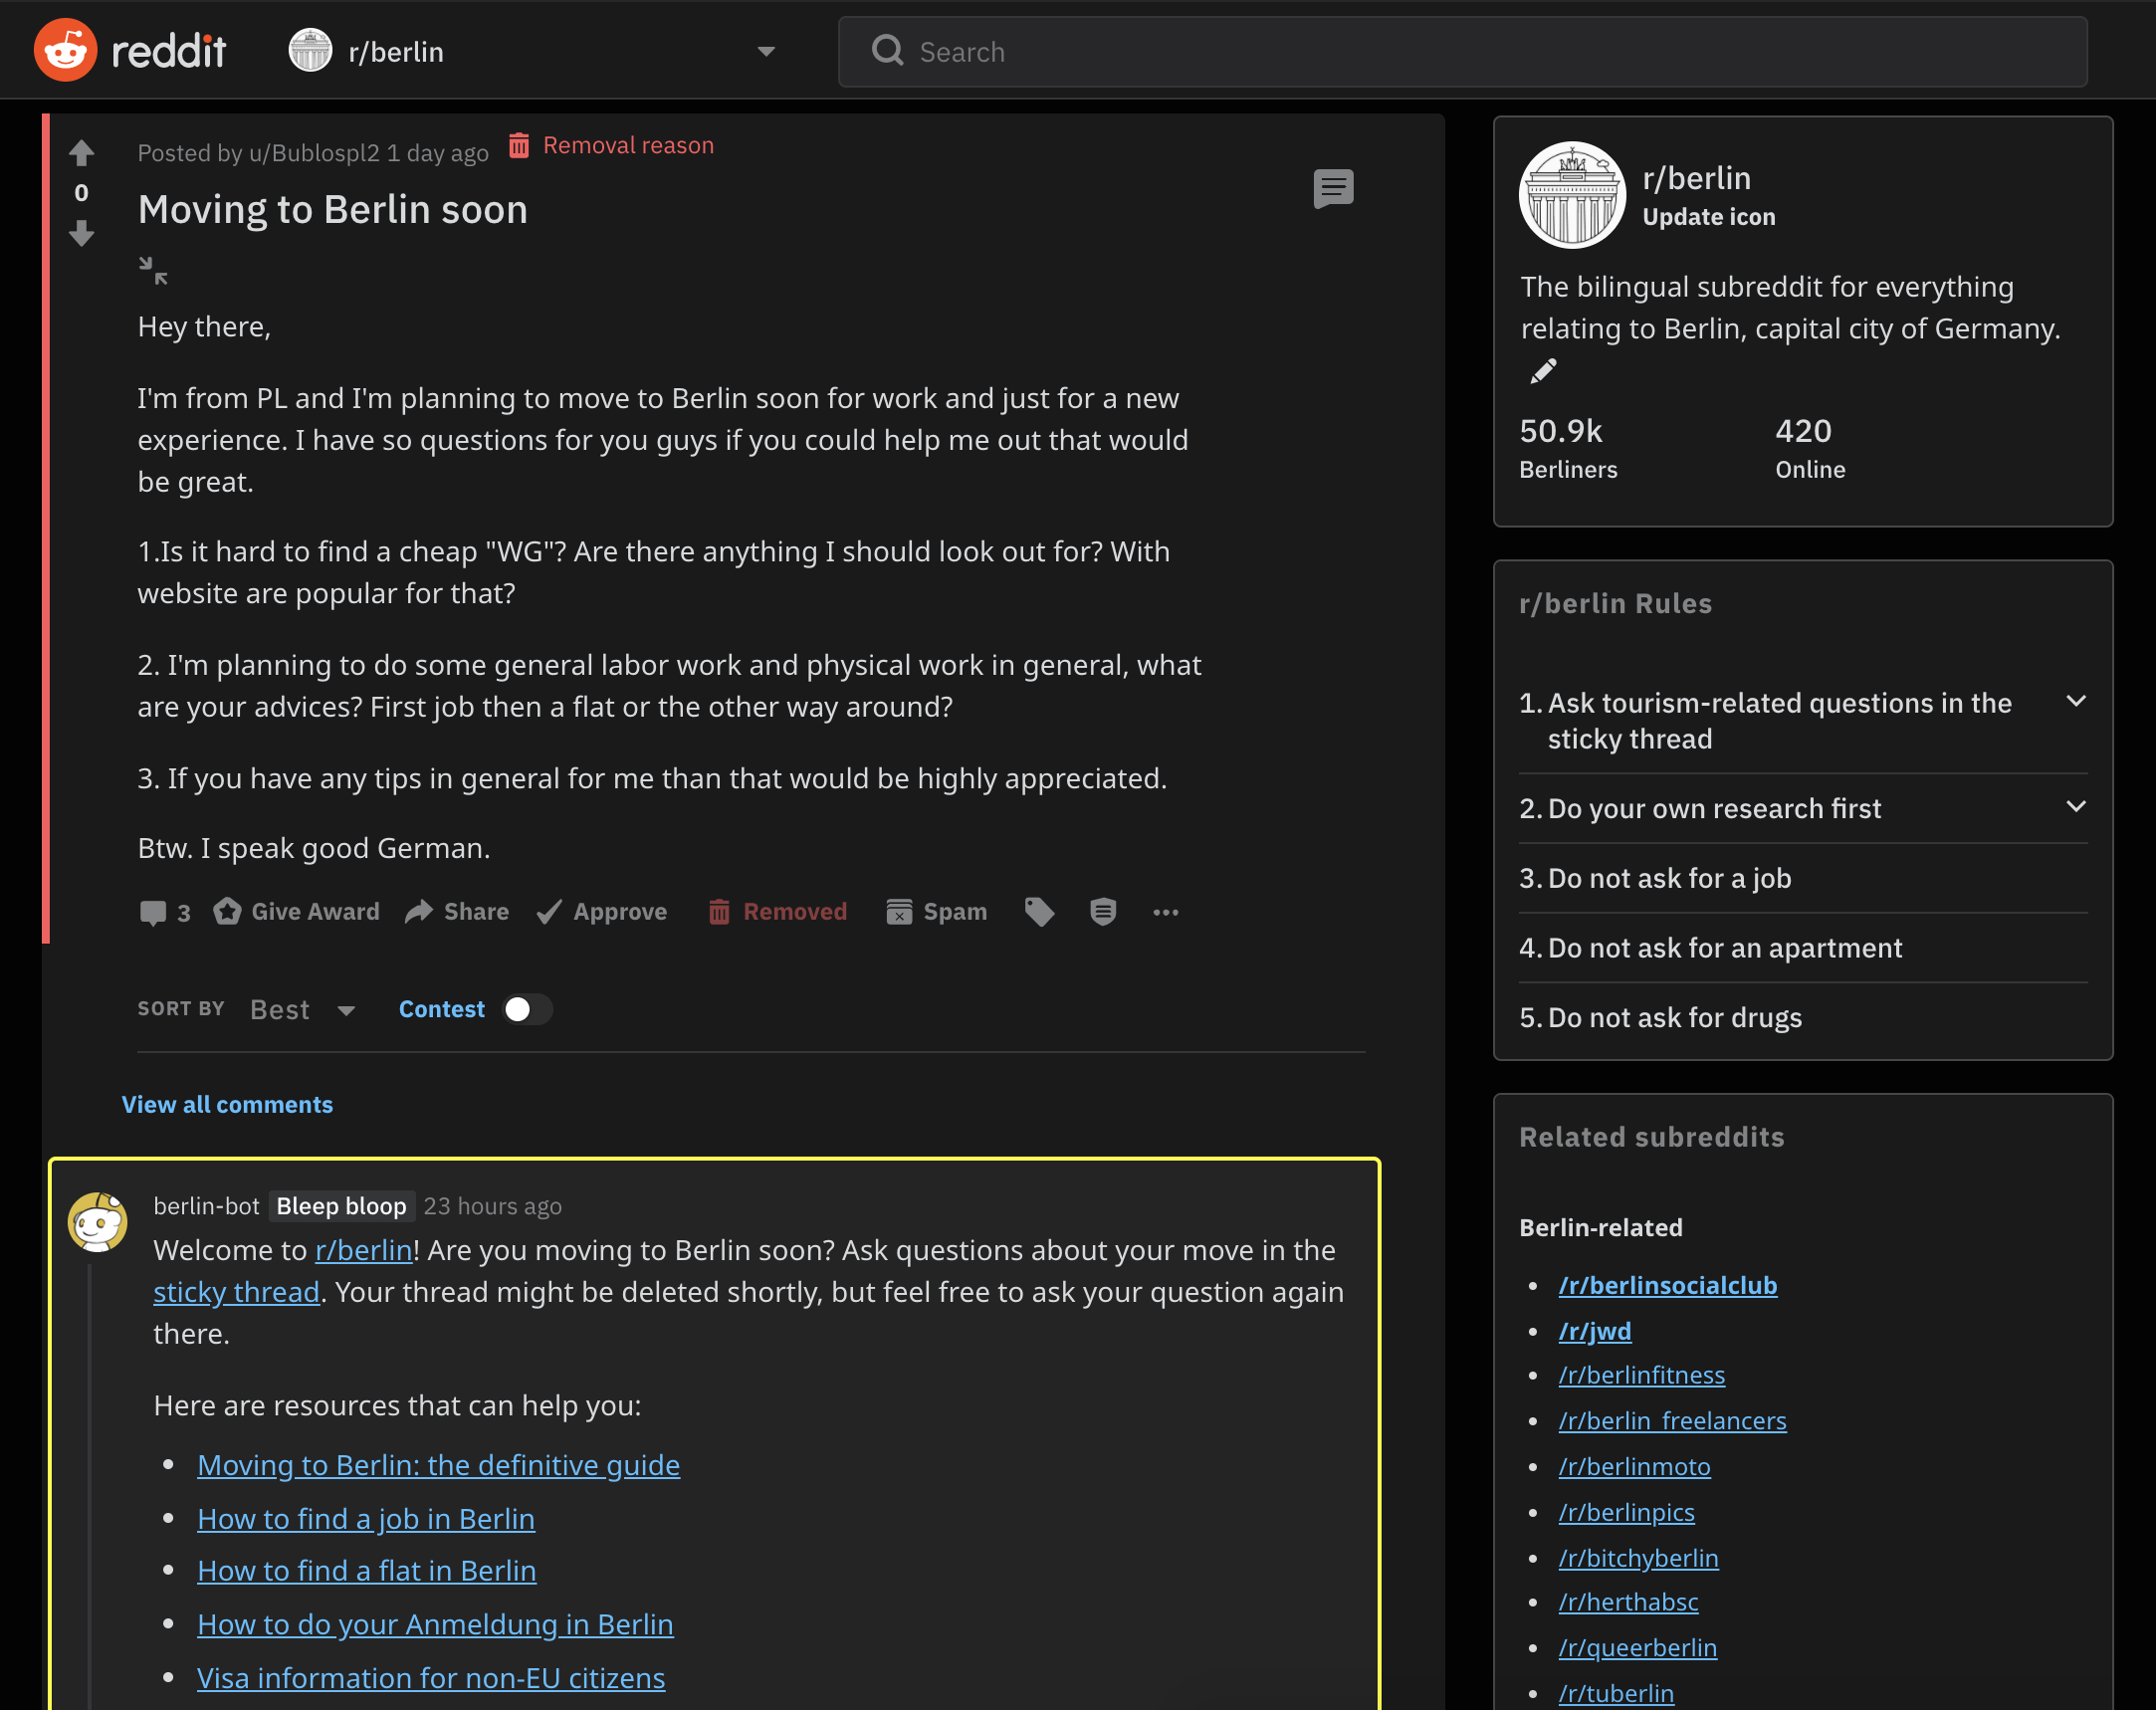 reddit
r/berlin
Search
Posted by u/Bublospl2 1 day ago
Removal reason
0
Moving to Berlin soon
Hey there,
I'm from PL and I'm planning to move to Berlin soon for work and just for a new
experience. I have so questions for you guys if you could help me out that would
be great.
1.Is it hard to find a cheap "WG"? Are there anything I should look out for? With
website are popular for that?
2. I'm planning to do some general labor work and physical work in general, what
are your advices? First job then a flat or the other way around?
3. If you have any tips in general for me than that would be highly appreciated.
Btw. I speak good German.
3 Give Award Share Approve Removed Spam
SORT BY Best Contest
View all comments
berlin-bot Bleep bloop 23 hours ago
Welcome to r/berlin! Are you moving to Berlin soon? Ask questions about your move in the
sticky thread. Your thread might be deleted shortly, but feel free to ask your question again
there.
Here are resources that can help you:
• Moving to Berlin: the definitive guide
• How to find a job in Berlin
• How to find a flat in Berlin
• How to do your Anmeldung in Berlin
• Visa information for non-EU citizens
r/berlin
Update icon
The bilingual subreddit for everything
relating to Berlin, capital city of Germany.
50.9k 420
Berliners Online
r/berlin Rules
1. Ask tourism-related questions in the
sticky thread
2. Do your own research first
3. Do not ask for a job
4. Do not ask for an apartment
5. Do not ask for drugs
Related subreddits
Berlin-related
• /r/berlinsocialclub
• /r/jwd
• /r/berlinfitness
• /r/berlin_freelancers
• /r/berlinmoto
• /r/berlinpics
• /r/bitchyberlin
• /r/herthabsc
• /r/queerberlin
• /r/tuberlin